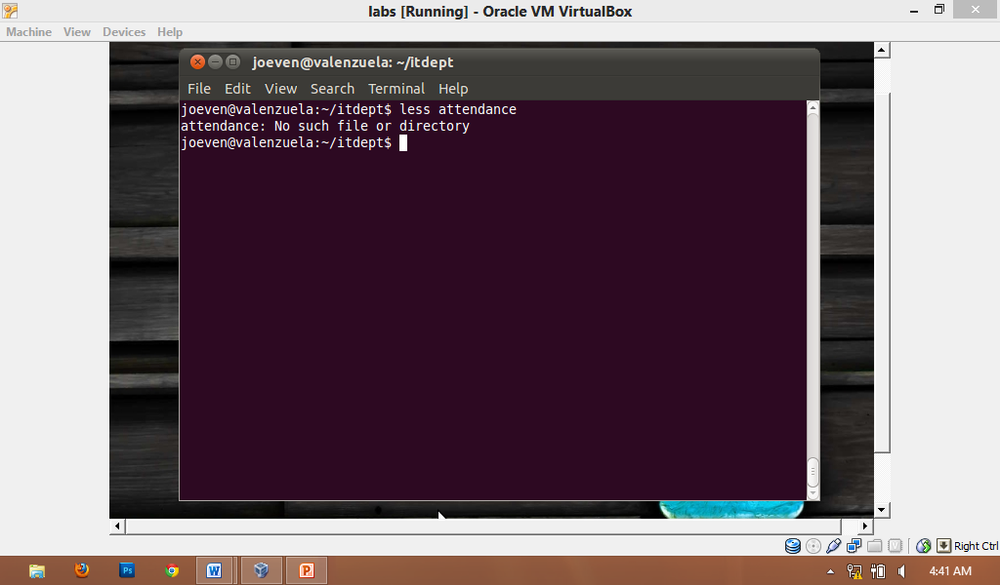 labs [Running] - Oracle VM VirtualBox
Machine View Devices Help
joeven@valenzuela: ~/itdept
File Edit View Search Terminal Help
joeven@valenzuela:~/itdept$ less attendance
attendance: No such file or directory
joeven@valenzuela:~/itdept$
Right Ctrl
Ps W P
4:41 AM